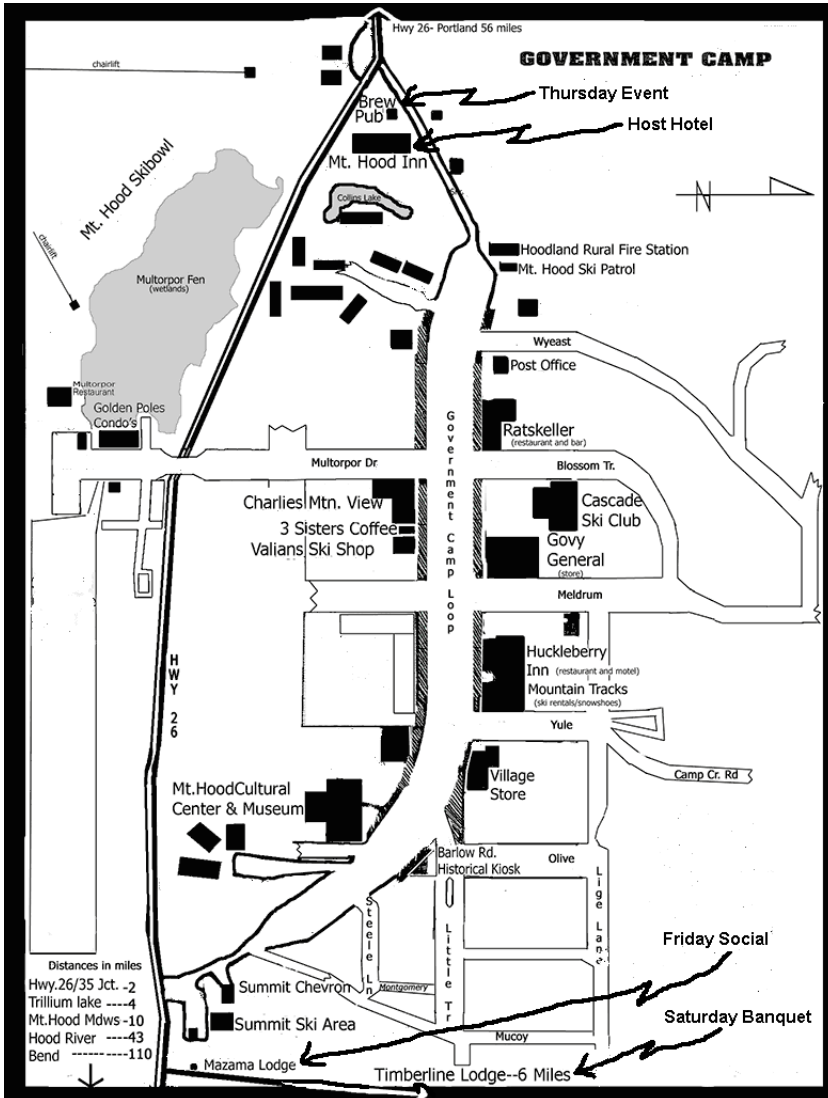 Hwy 26- Portland 56 miles
GOVERNMENT CAMP
chairlift
Thursday Event
Brew
Pub
Host Hotel
Mt. Hood Inn
Mt. Hood Skibowl
N
Collins Lake
chairlift
Hoodland Rural Fire Station
Mt. Hood Ski Patrol
Multorpor Fen
(wetlands)
Wyeast
Post Office
Multorpor
Restaurant
Golden Poles
Condo's
Government Camp Loop
Ratskeller
(restaurant and bar)
Multorpor Dr
Blossom Tr.
Charlies Mtn. View
3 Sisters Coffee
Valians Ski Shop
Cascade
Ski Club
Govy
General
(store)
Meldrum
HWY 26
Huckleberry
Inn (restaurant and motel)
Mountain Tracks
(ski rentals/snowshoes)
Yule
Camp Cr. Rd
Village
Store
Mt.HoodCultural
Center & Museum
Barlow Rd.
Historical Kiosk
Olive
Lige Lane
Steele Ln
Little Tr
Friday Social
Distances in miles
Hwy.26/35 Jct. -2
Trillium lake ----4
Mt.Hood Mdws -10
Hood River ----43
Bend -------110
Summit Chevron
Montgomery
Summit Ski Area
Saturday Banquet
Mucoy
Mazama Lodge
Timberline Lodge--6 Miles